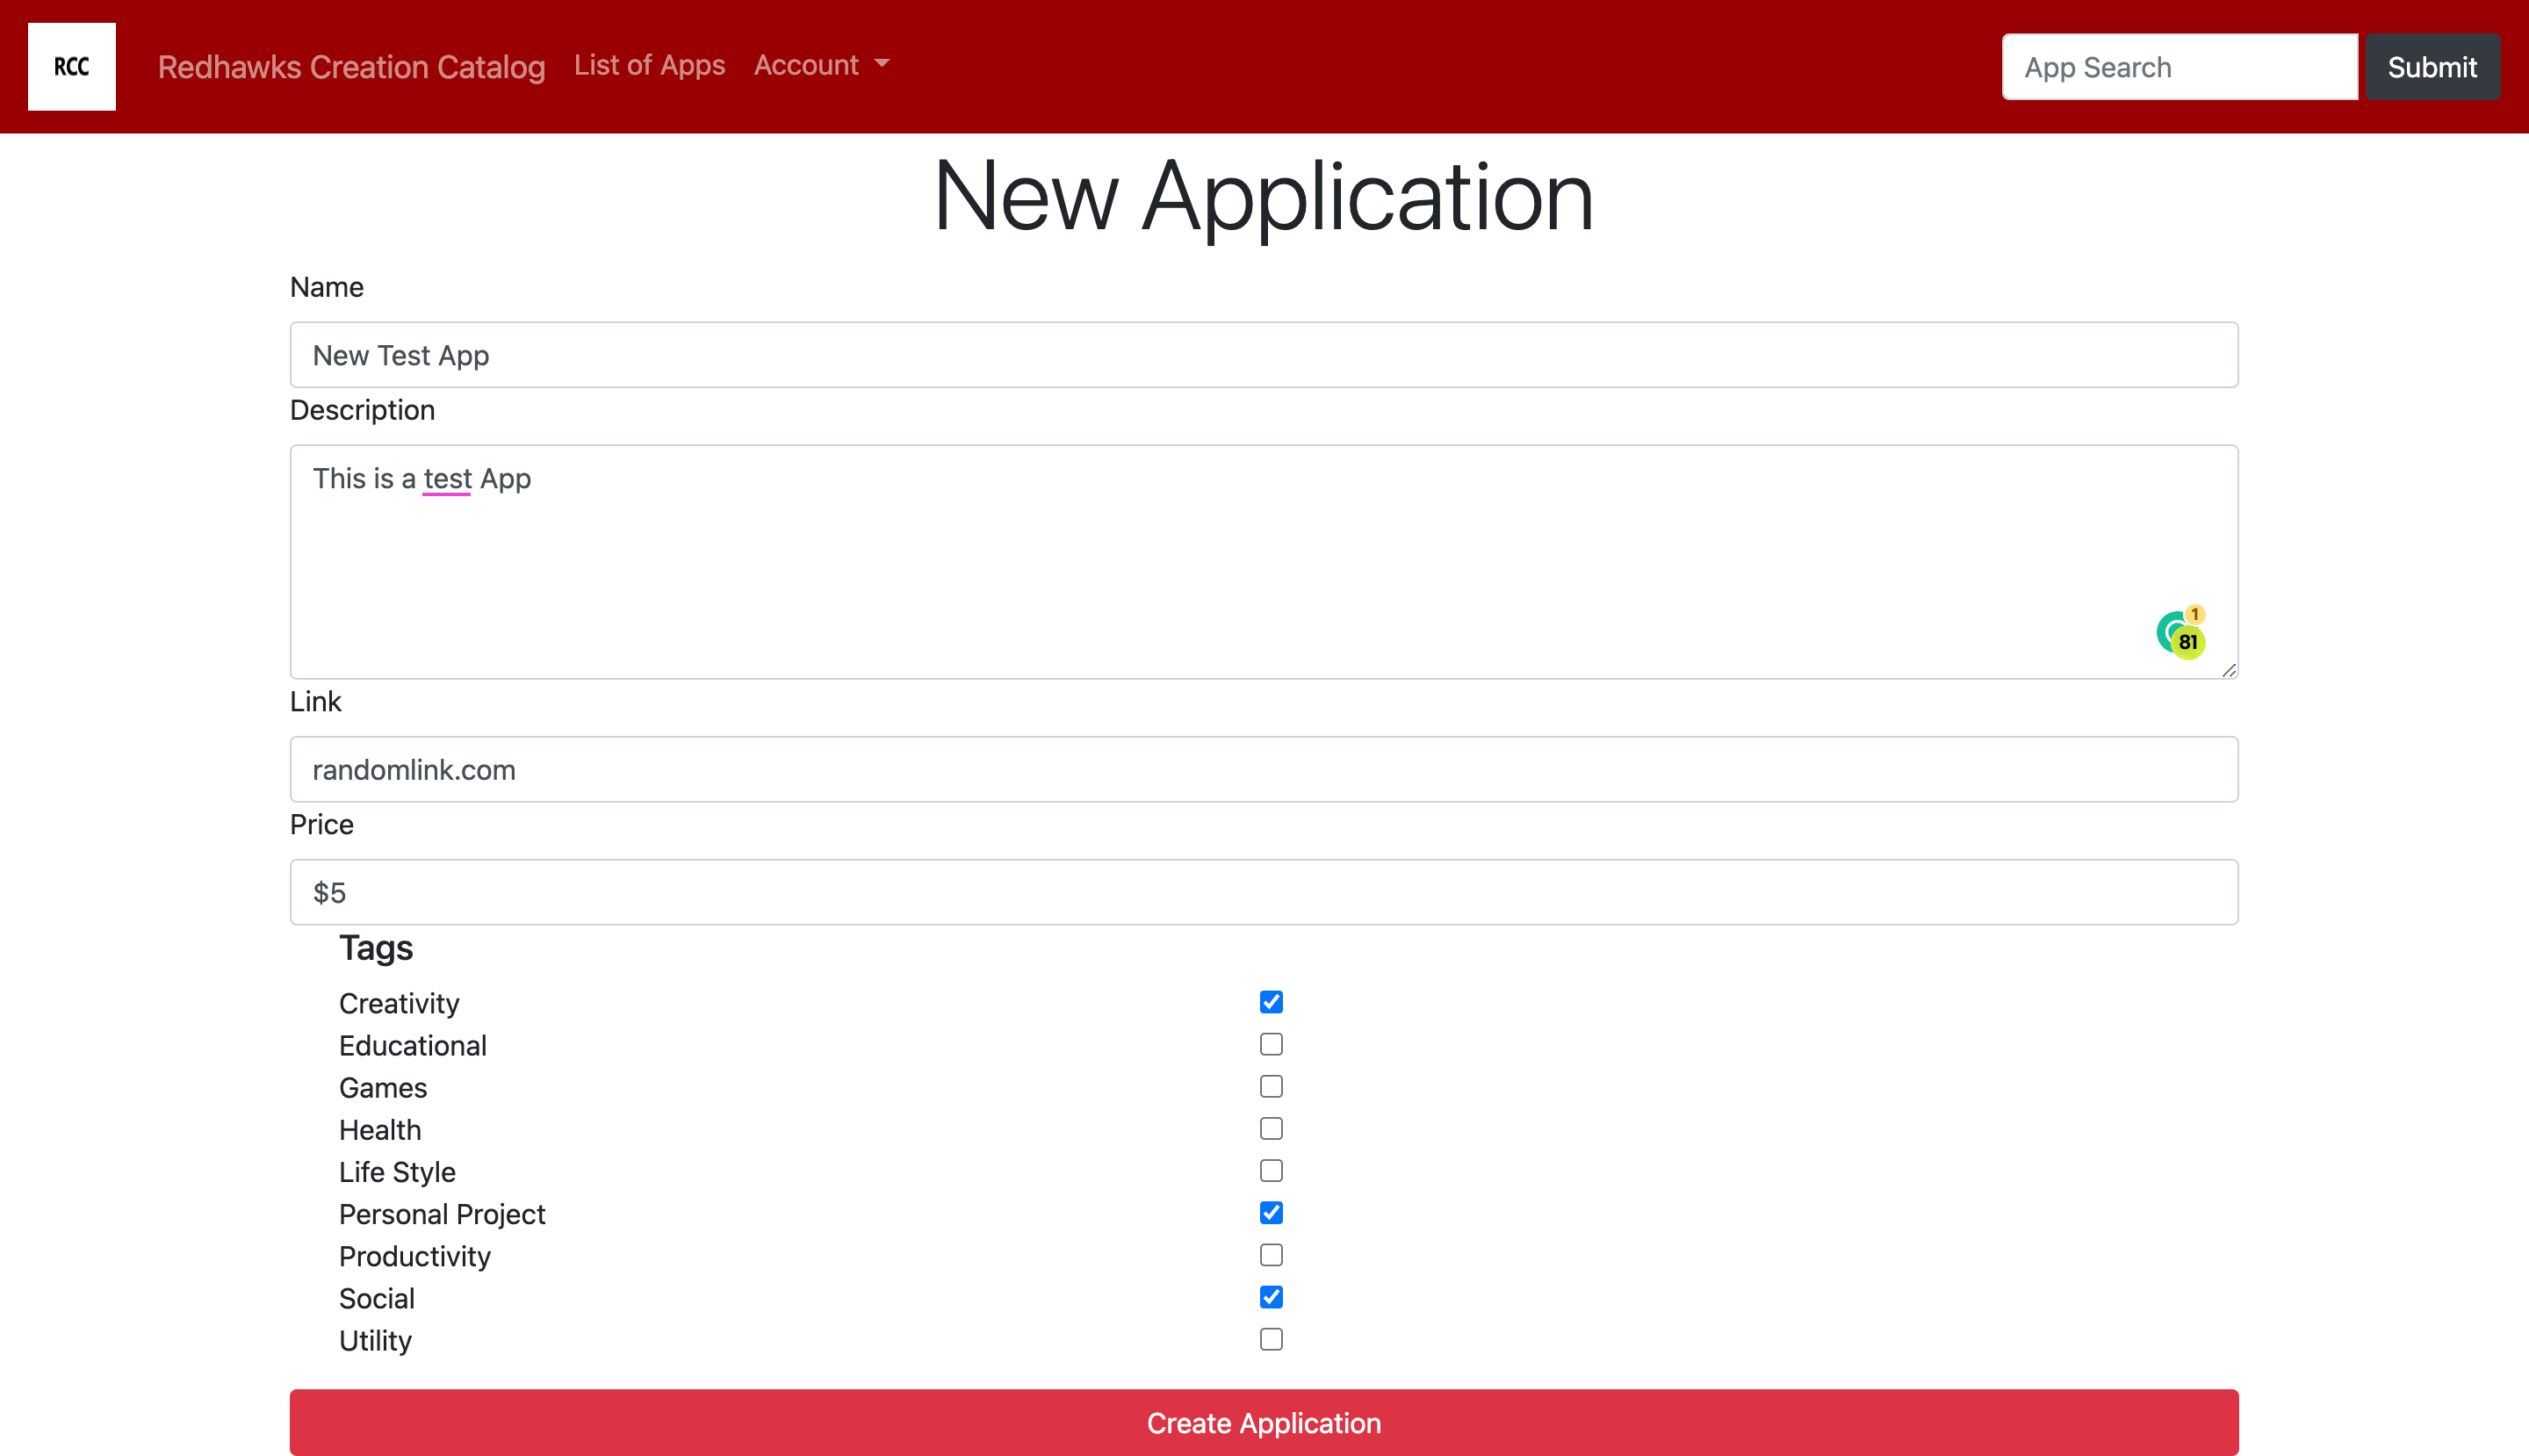 RCC Redhawks Creation Catalog List of Apps Account App Search Submit
New Application
Name
New Test App
Description
This is a test App
1
81
Link
randomlink.com
Price
$5
Tags
Creativity
Educational
Games
Health
Life Style
Personal Project
Productivity
Social
Utility
Create Application